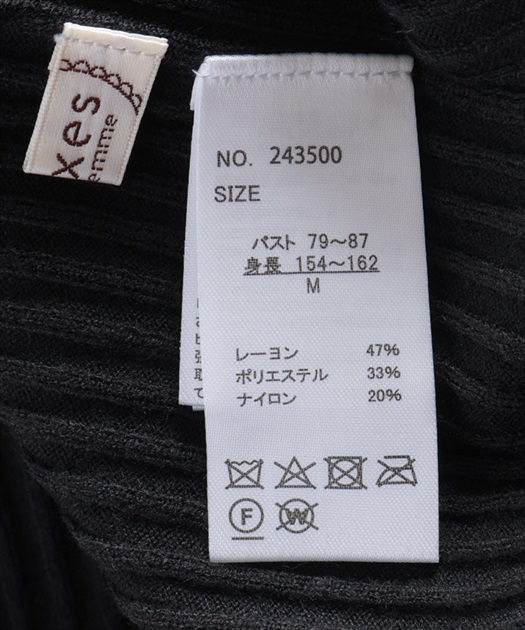 xes
emme
NO. 243500
SIZE
バスト 79〜87
身長 154〜162
M
レーヨン 47%
ポリエステル 33%
ナイロン 20%
F
W